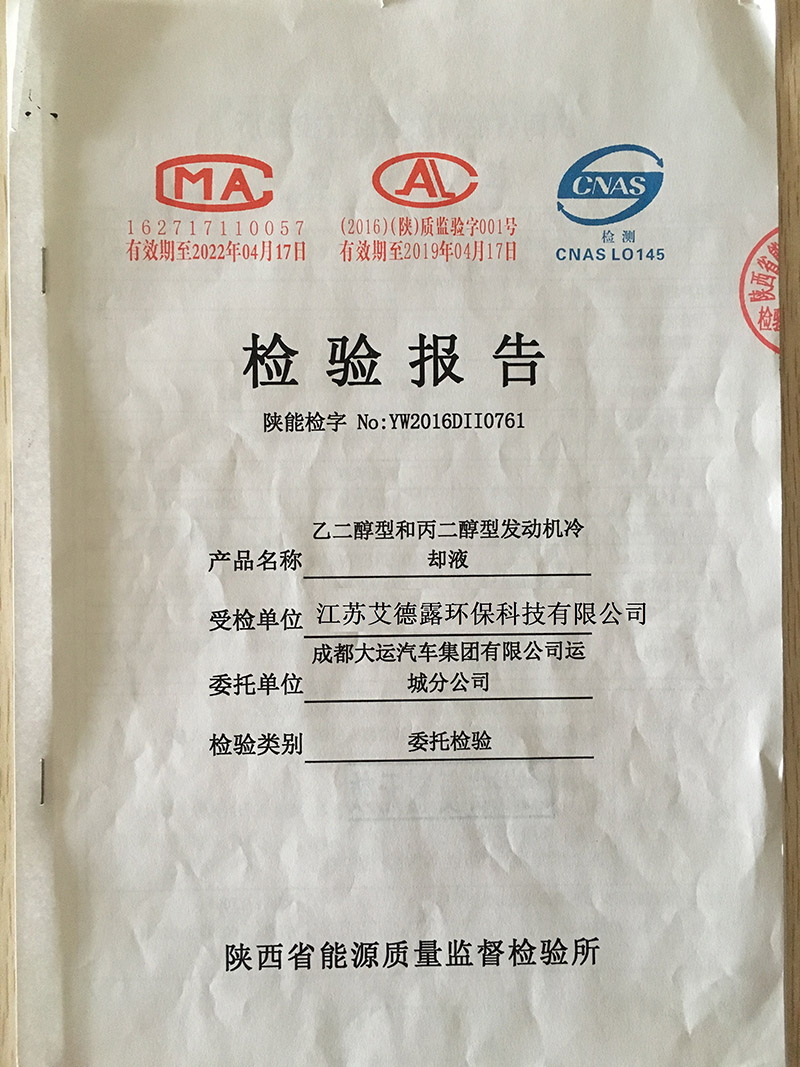 CMA
CAL
CNAS
162717110057
(2016)(陕)质监验字001号
检 测
有效期至2022年04月17日
有效期至2019年04月17日
CNAS L0145
陕西省
检验
检验报告
陕能检字 No:YW2016DII0761
乙二醇型和丙二醇型发动机冷
产品名称
却液
受检单位
江苏艾德露环保科技有限公司
成都大运汽车集团有限公司运
委托单位
城分公司
检验类别
委托检验
陕西省能源质量监督检验所